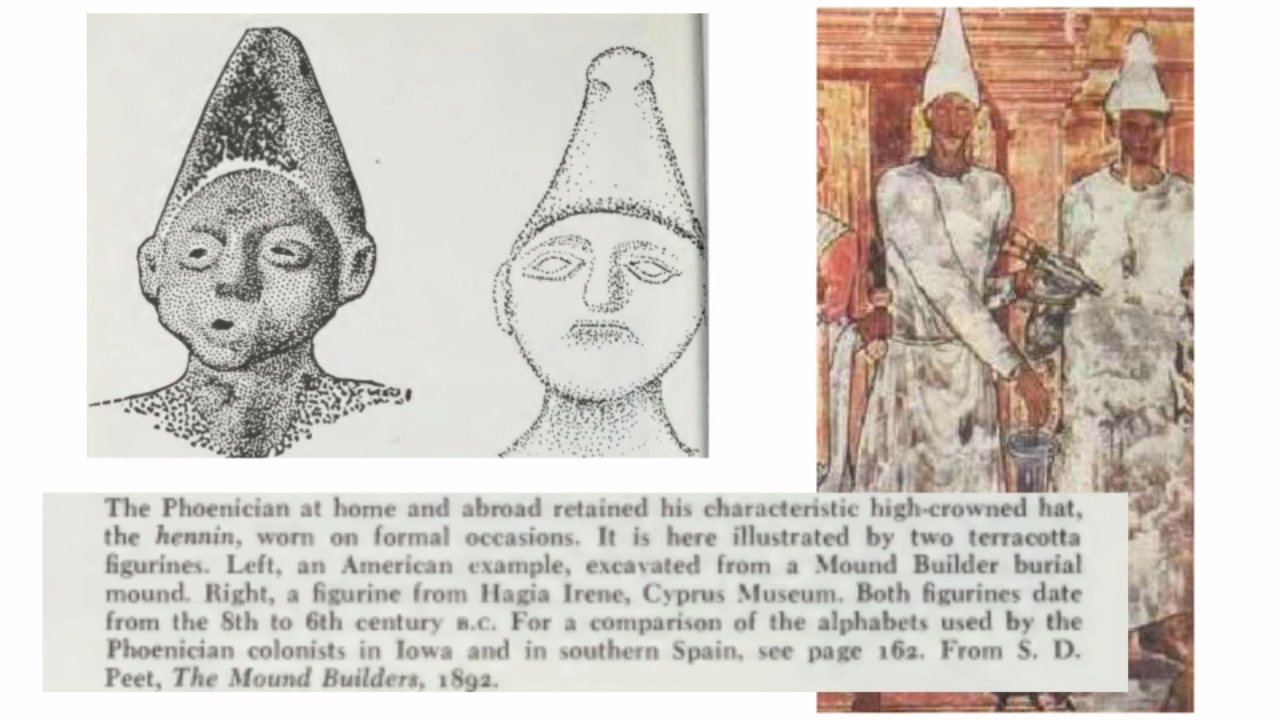 The Phoenician at home and abroad retained his characteristic high-crowned hat,
the hennin, worn on formal occasions. It is here illustrated by two terracotta
figurines. Left, an American example, excavated from a Mound Builder burial
mound. Right, a figurine from Hagia Irene, Cyprus Museum. Both figurines date
from the 8th to 6th century B.C. For a comparison of the alphabets used by the
Phoenician colonists in Iowa and in southern Spain, see page 162. From S. D.
Peet, The Mound Builders, 1892.